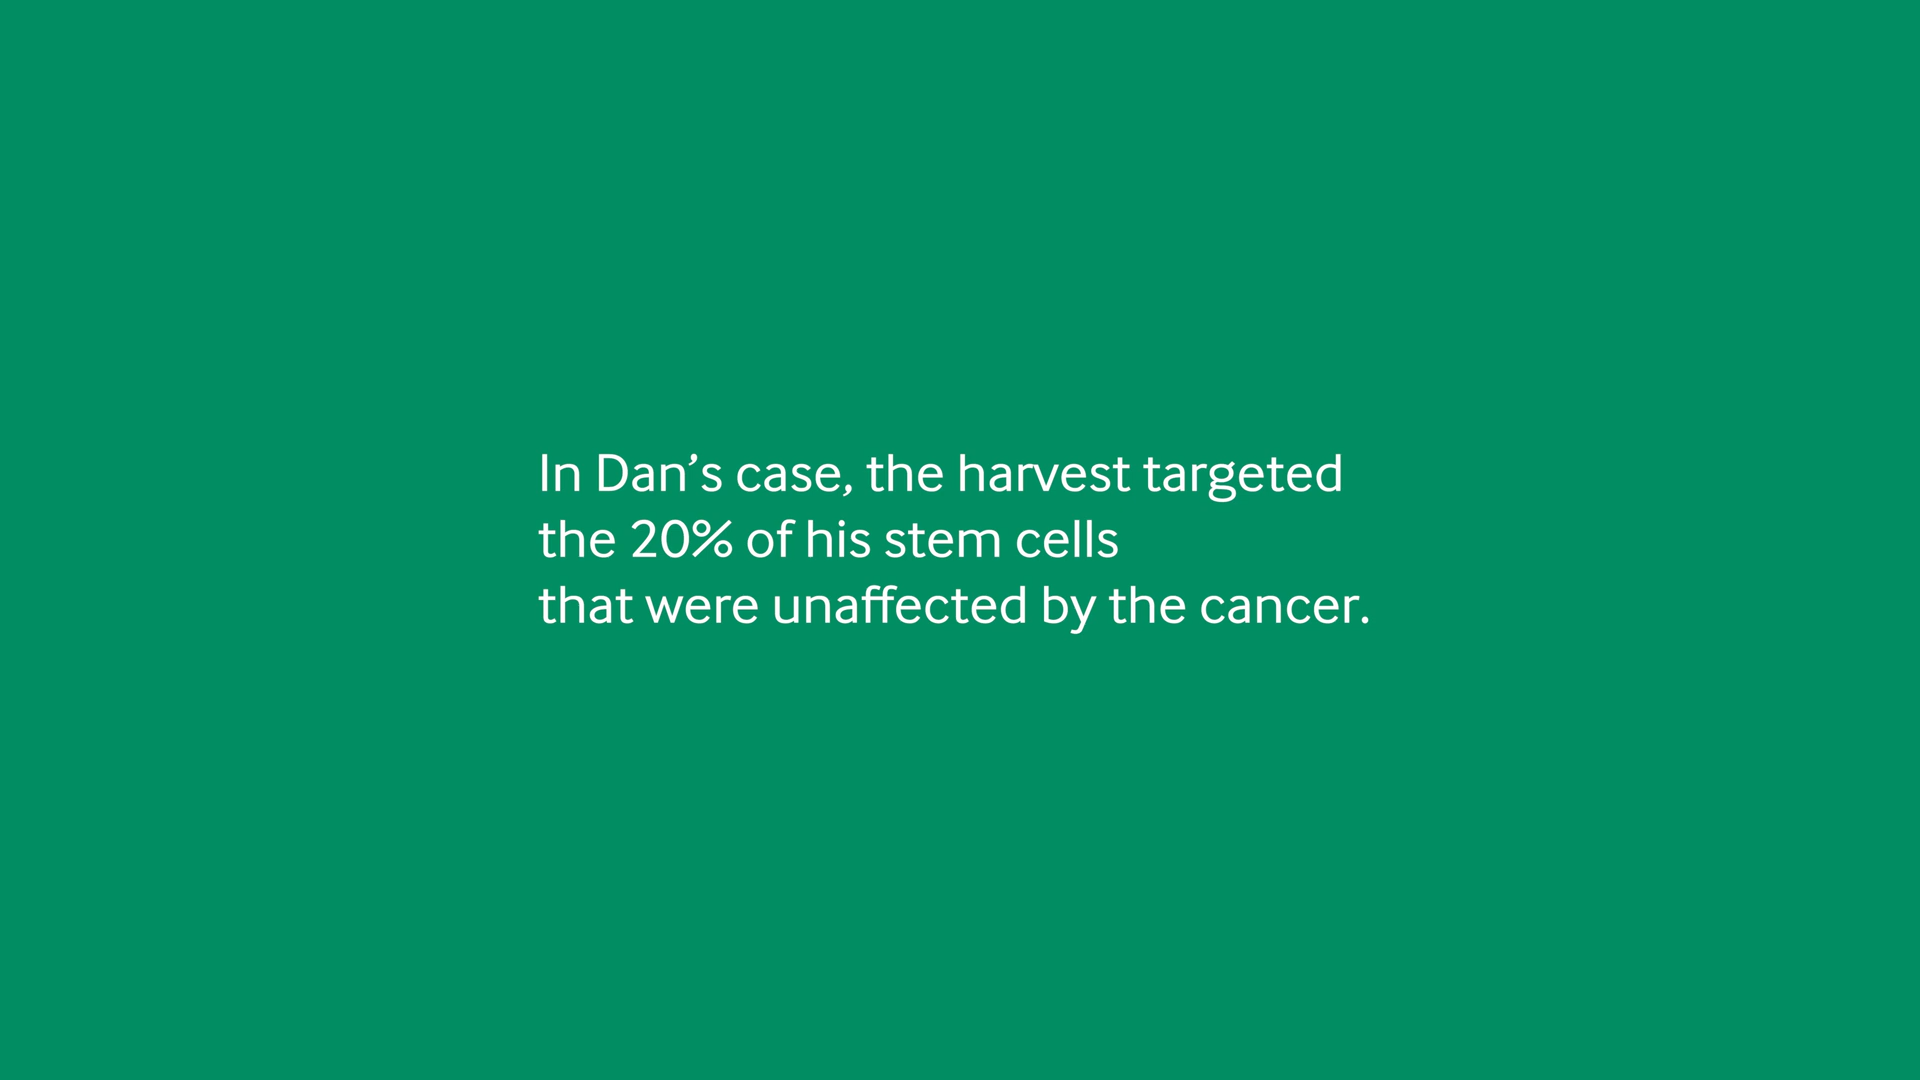 In Dan’s case, the harvest targeted
the 20% of his stem cells
that were unaffected by the cancer.